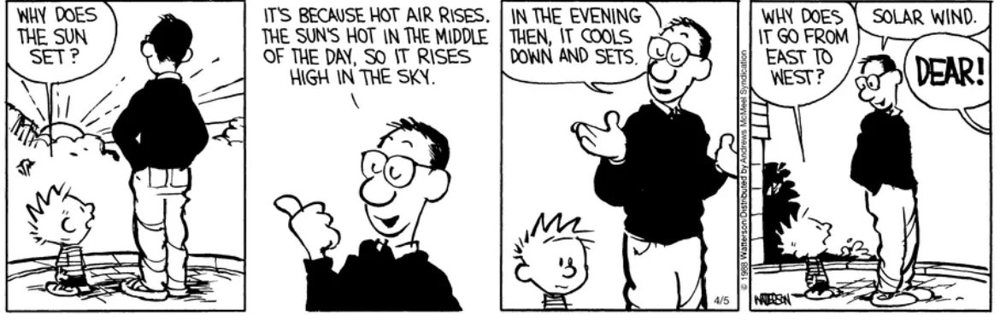 WHY DOES
THE SUN
SET?
IT'S BECAUSE HOT AIR RISES.
THE SUN'S HOT IN THE MIDDLE
OF THE DAY, SO IT RISES
HIGH IN THE SKY.
IN THE EVENING
THEN, IT COOLS
DOWN AND SETS.
4/5
© 1988 Watterson/Distributed by Andrews McMeel Syndication
WHY DOES
IT GO FROM
EAST TO
WEST?
SOLAR WIND.
DEAR!
WATTERSON